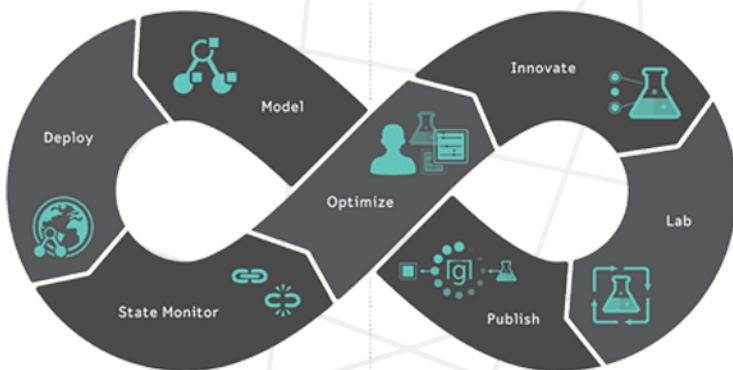 Innovate
Model
Deploy
Optimize
Lab
State Monitor
Publish
g